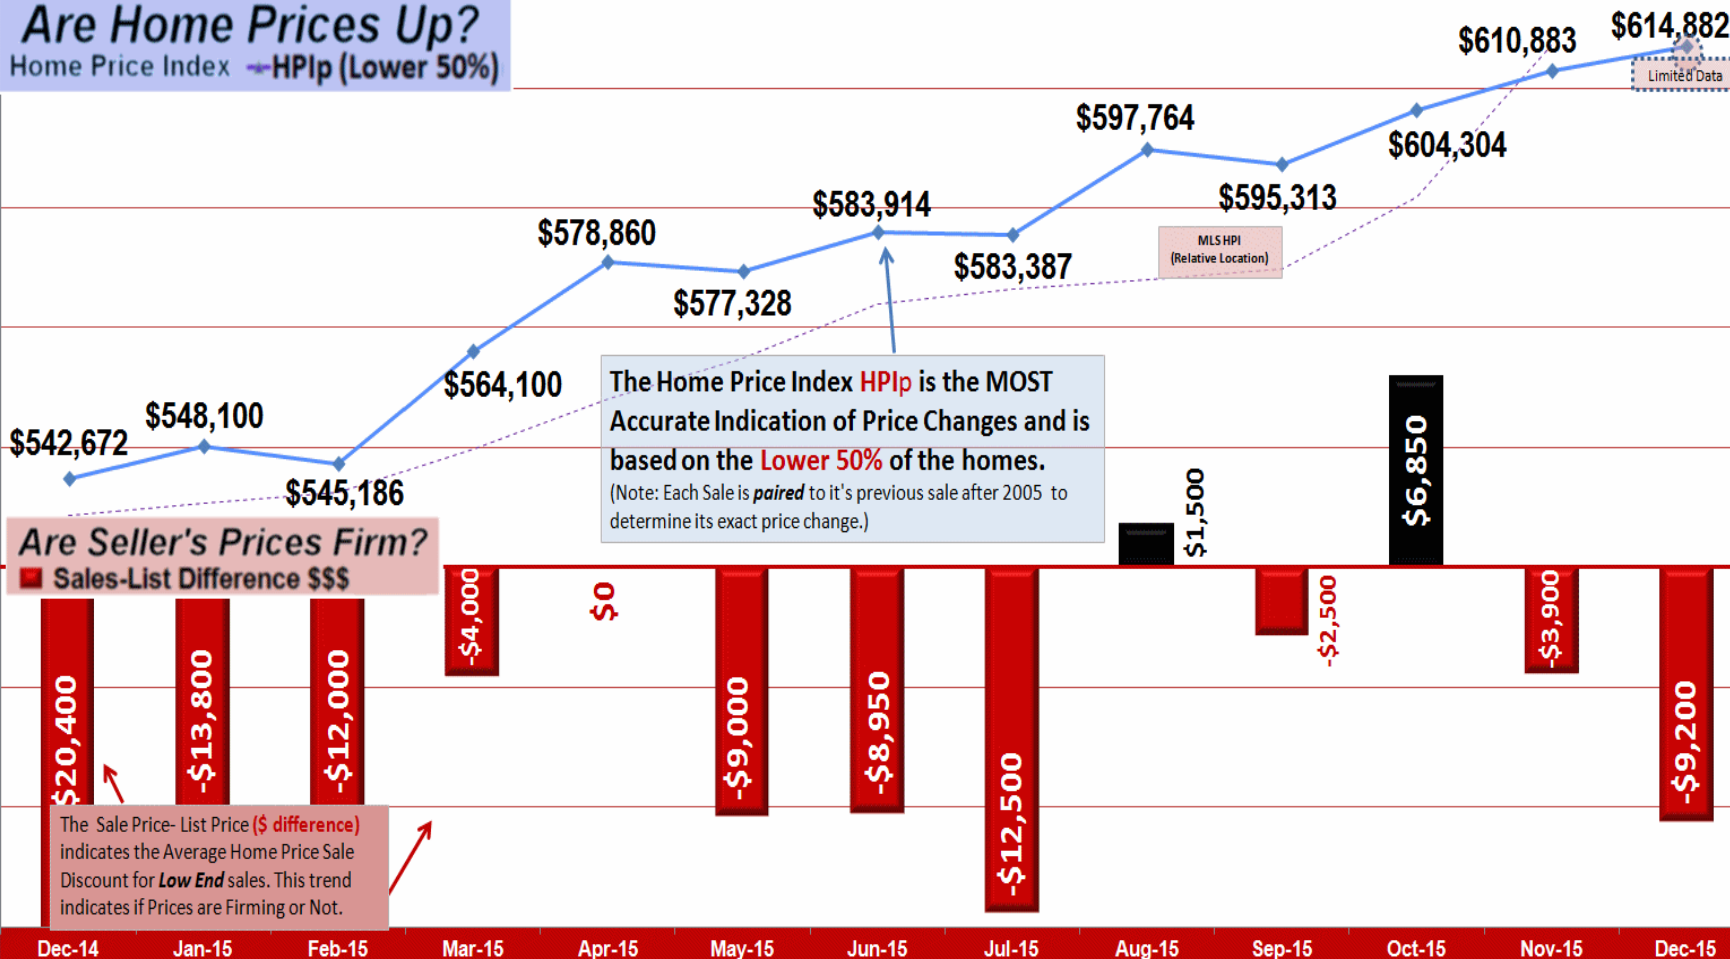 Are Home Prices Up?
Home Price Index HPIp (Lower 50%)
$542,672
$548,100
$545,186
$564,100
$578,860
$577,328
$583,914
$583,387
$597,764
$595,313
$604,304
$610,883
$614,882
Limited Data
MLS HPI
(Relative Location)
The Home Price Index HPIp is the MOST
Accurate Indication of Price Changes and is
based on the Lower 50% of the homes.
(Note: Each Sale is paired to it's previous sale after 2005 to
determine its exact price change.)
Are Seller's Prices Firm?
Sales-List Difference $$$
$20,400
-$13,800
-$12,000
-$4,000
$0
-$9,000
-$8,950
-$12,500
$1,500
-$2,500
$6,850
-$3,900
-$9,200
The Sale Price- List Price ($ difference)
indicates the Average Home Price Sale
Discount for Low End sales. This trend
indicates if Prices are Firming or Not.
Dec-14 Jan-15 Feb-15 Mar-15 Apr-15 May-15 Jun-15 Jul-15 Aug-15 Sep-15 Oct-15 Nov-15 Dec-15